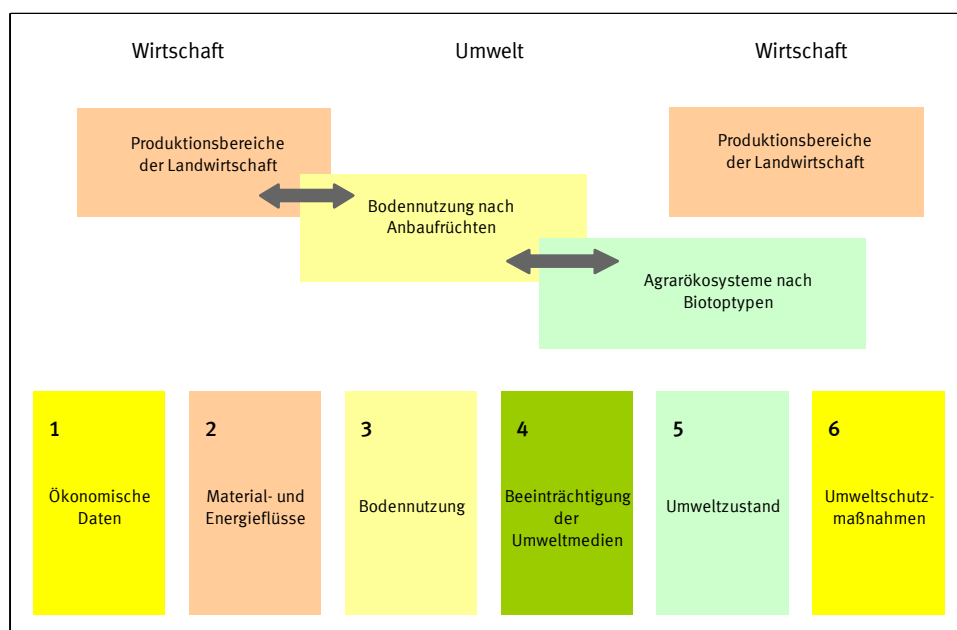 Wirtschaft
Umwelt
Wirtschaft
Produktionsbereiche
der Landwirtschaft
Produktionsbereiche
der Landwirtschaft
Bodennutzung nach
Anbaufrüchten
Agrarökosysteme nach
Biotoptypen
1
Ökonomische
Daten
2
Material- und
Energieflüsse
3
Bodennutzung
4
Beeinträchtigung
der
Umweltmedien
5
Umweltzustand
6
Umweltschutz-
maßnahmen